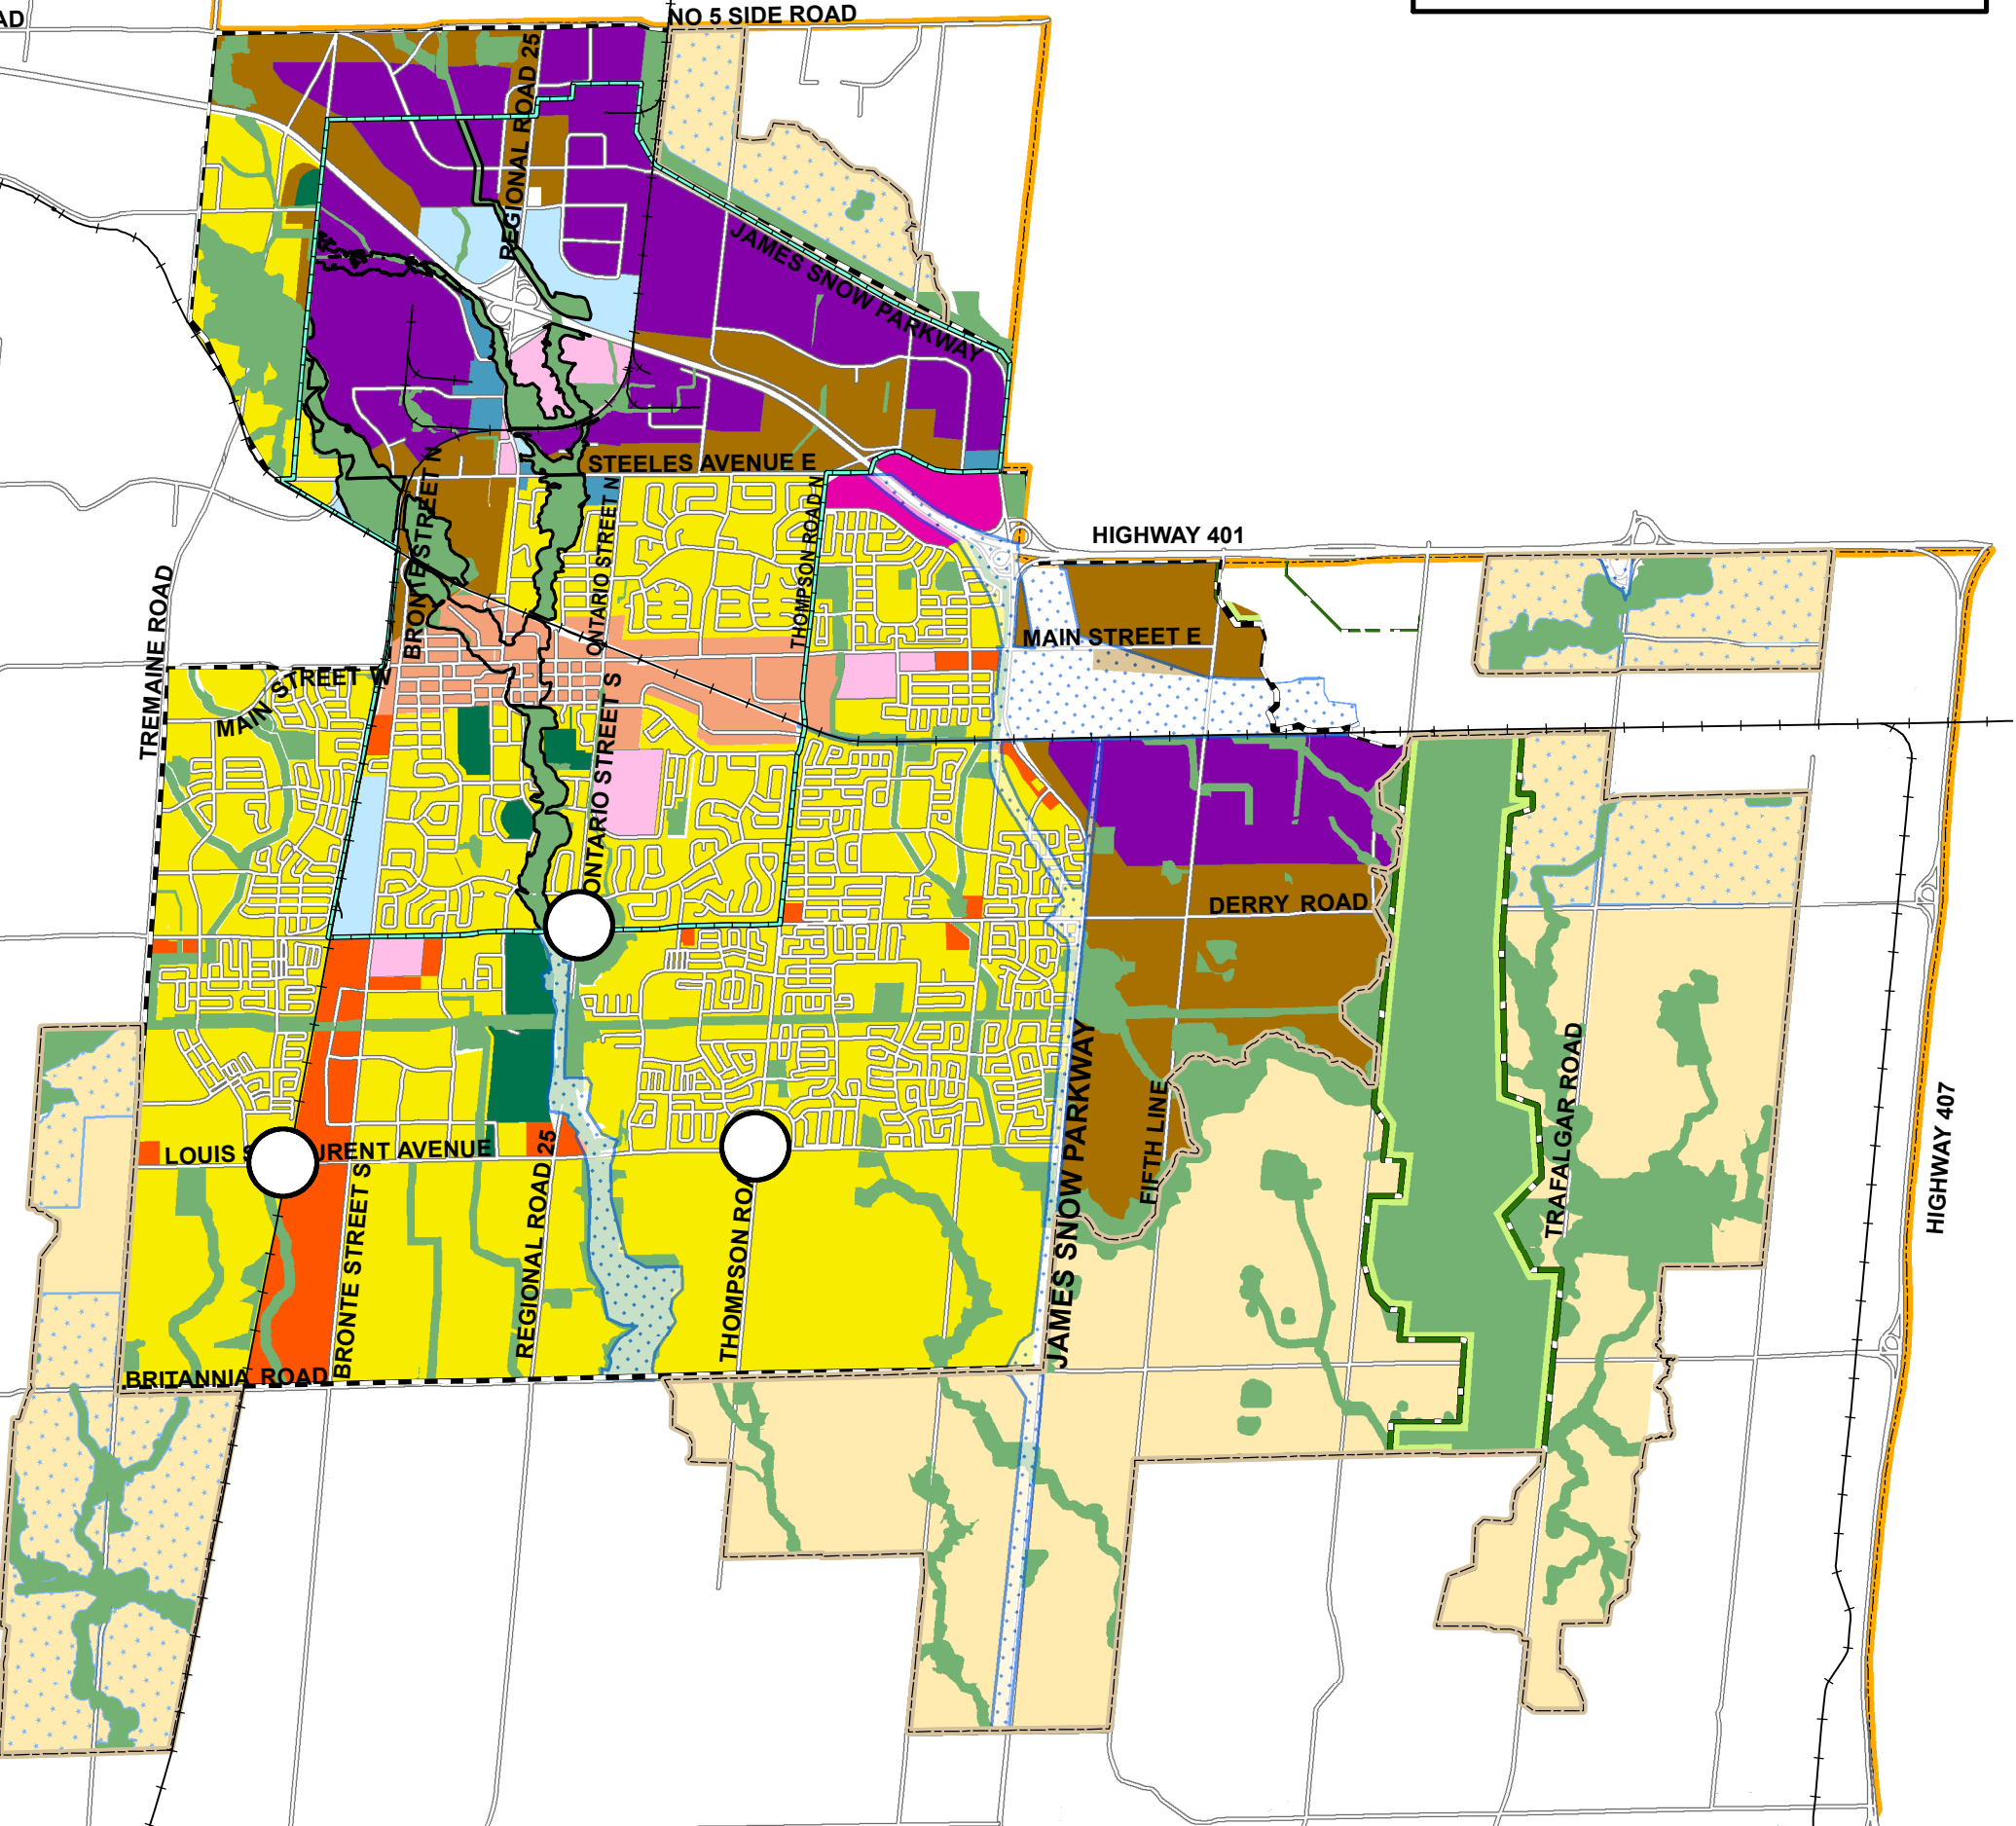 AD
NO 5 SIDE ROAD
REGIONAL ROAD 25
JAMES SNOW PARKWAY
STEELES AVENUE E
HIGHWAY 401
BRONTE STREET N
ONTARIO STREET N
THOMPSON ROAD N
MAIN STREET E
TREMAINE ROAD
MAIN STREET W
ONTARIO STREET S
DERRY ROAD
JAMES SNOW PARKWAY
FIFTH LINE
TRAFALGAR ROAD
HIGHWAY 407
LOUIS S
URENT AVENUE
BRONTE STREET S
REGIONAL ROAD 25
THOMPSON ROA
BRITANNIA ROAD